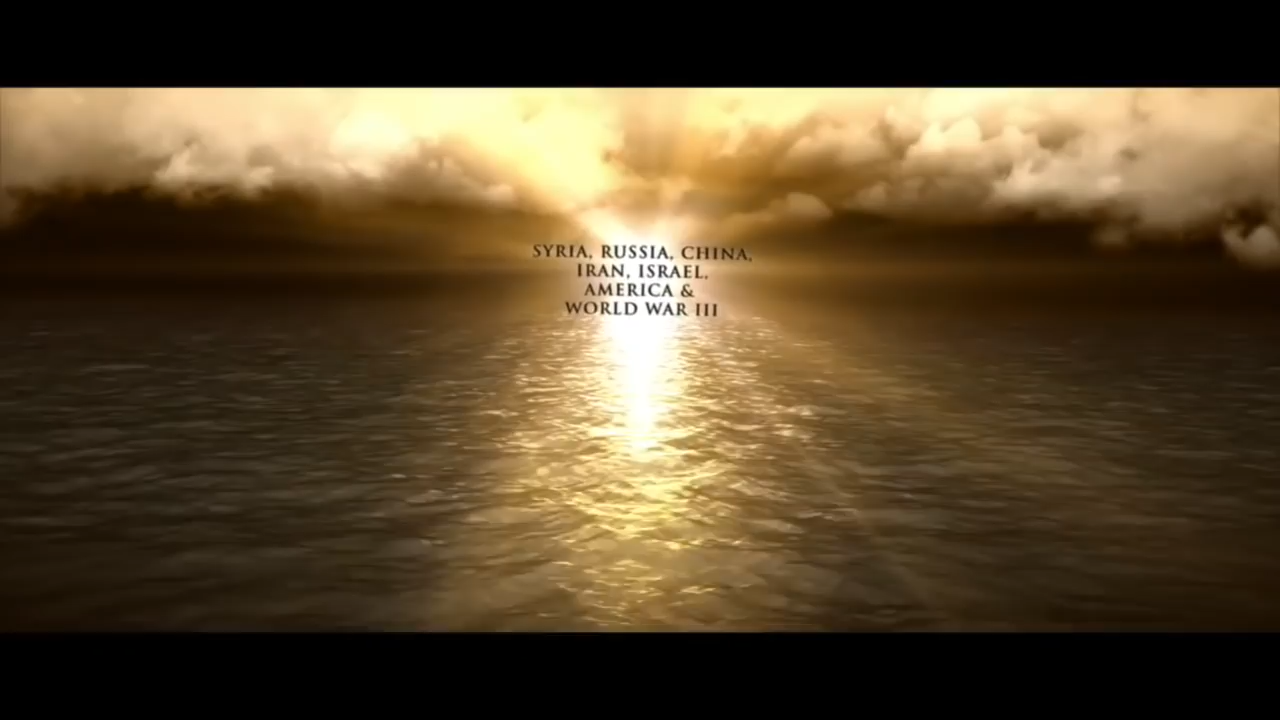 SYRIA, RUSSIA, CHINA,
IRAN, ISRAEL,
AMERICA &
WORLD WAR III